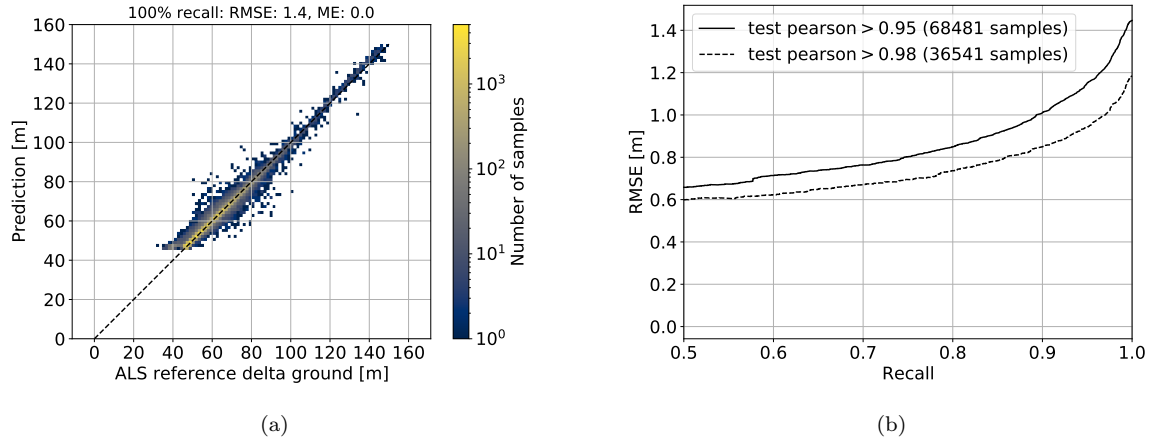 100% recall: RMSE: 1.4, ME: 0.0
160
140
120
100
80
60
40
20
0
Prediction [m]
0 20 40 60 80 100 120 140 160
ALS reference delta ground [m]
10³
10²
10¹
10⁰
Number of samples
(a)
test pearson > 0.95 (68481 samples)
test pearson > 0.98 (36541 samples)
1.4
1.2
1.0
0.8
0.6
0.4
0.2
0.0
RMSE [m]
0.5 0.6 0.7 0.8 0.9 1.0
Recall
(b)